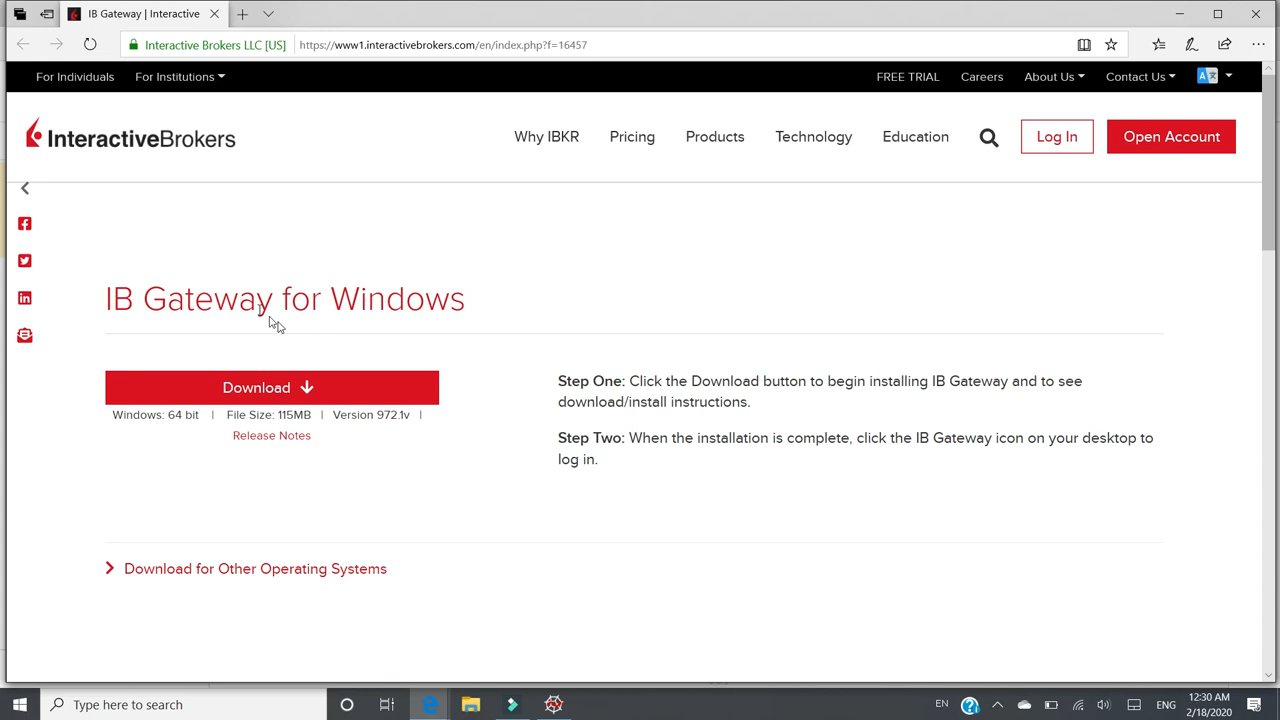 IB Gateway | Interactive
Interactive Brokers LLC [US]
https://www1.interactivebrokers.com/en/index.php?f=16457
For Individuals
For Institutions
FREE TRIAL
Careers
About Us
Contact Us
InteractiveBrokers
Why IBKR
Pricing
Products
Technology
Education
Log In
Open Account
IB Gateway for Windows
Download
Windows: 64 bit | File Size: 115MB | Version 972.1v |
Release Notes
Step One: Click the Download button to begin installing IB Gateway and to see
download/install instructions.
Step Two: When the installation is complete, click the IB Gateway icon on your desktop to
log in.
Download for Other Operating Systems
Type here to search
EN
ENG
12:30 AM
2/18/2020